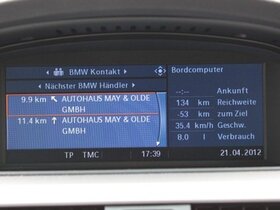 BMW Kontakt
Nächster BMW Händler
9.9 km AUTOHAUS MAY & OLDE GMBH
11.4 km AUTOHAUS MAY & OLDE GMBH
TP TMC 17:39
Bordcomputer
--:-- Ankunft
134 km Reichweite
-53 km zum Ziel
35.4 km/h Geschw.
8.0 l Verbrauch
21.04.2012